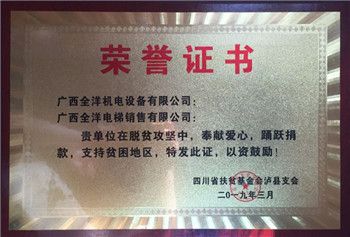 荣誉证书
广西全洋机电设备有限公司：
广西全洋电梯销售有限公司：
贵单位在脱贫攻坚中，奉献爱心，踊跃捐
款，支持贫困地区，特发此证，以资鼓励！
四川省扶贫基金会泸县支会
二0一九年三月